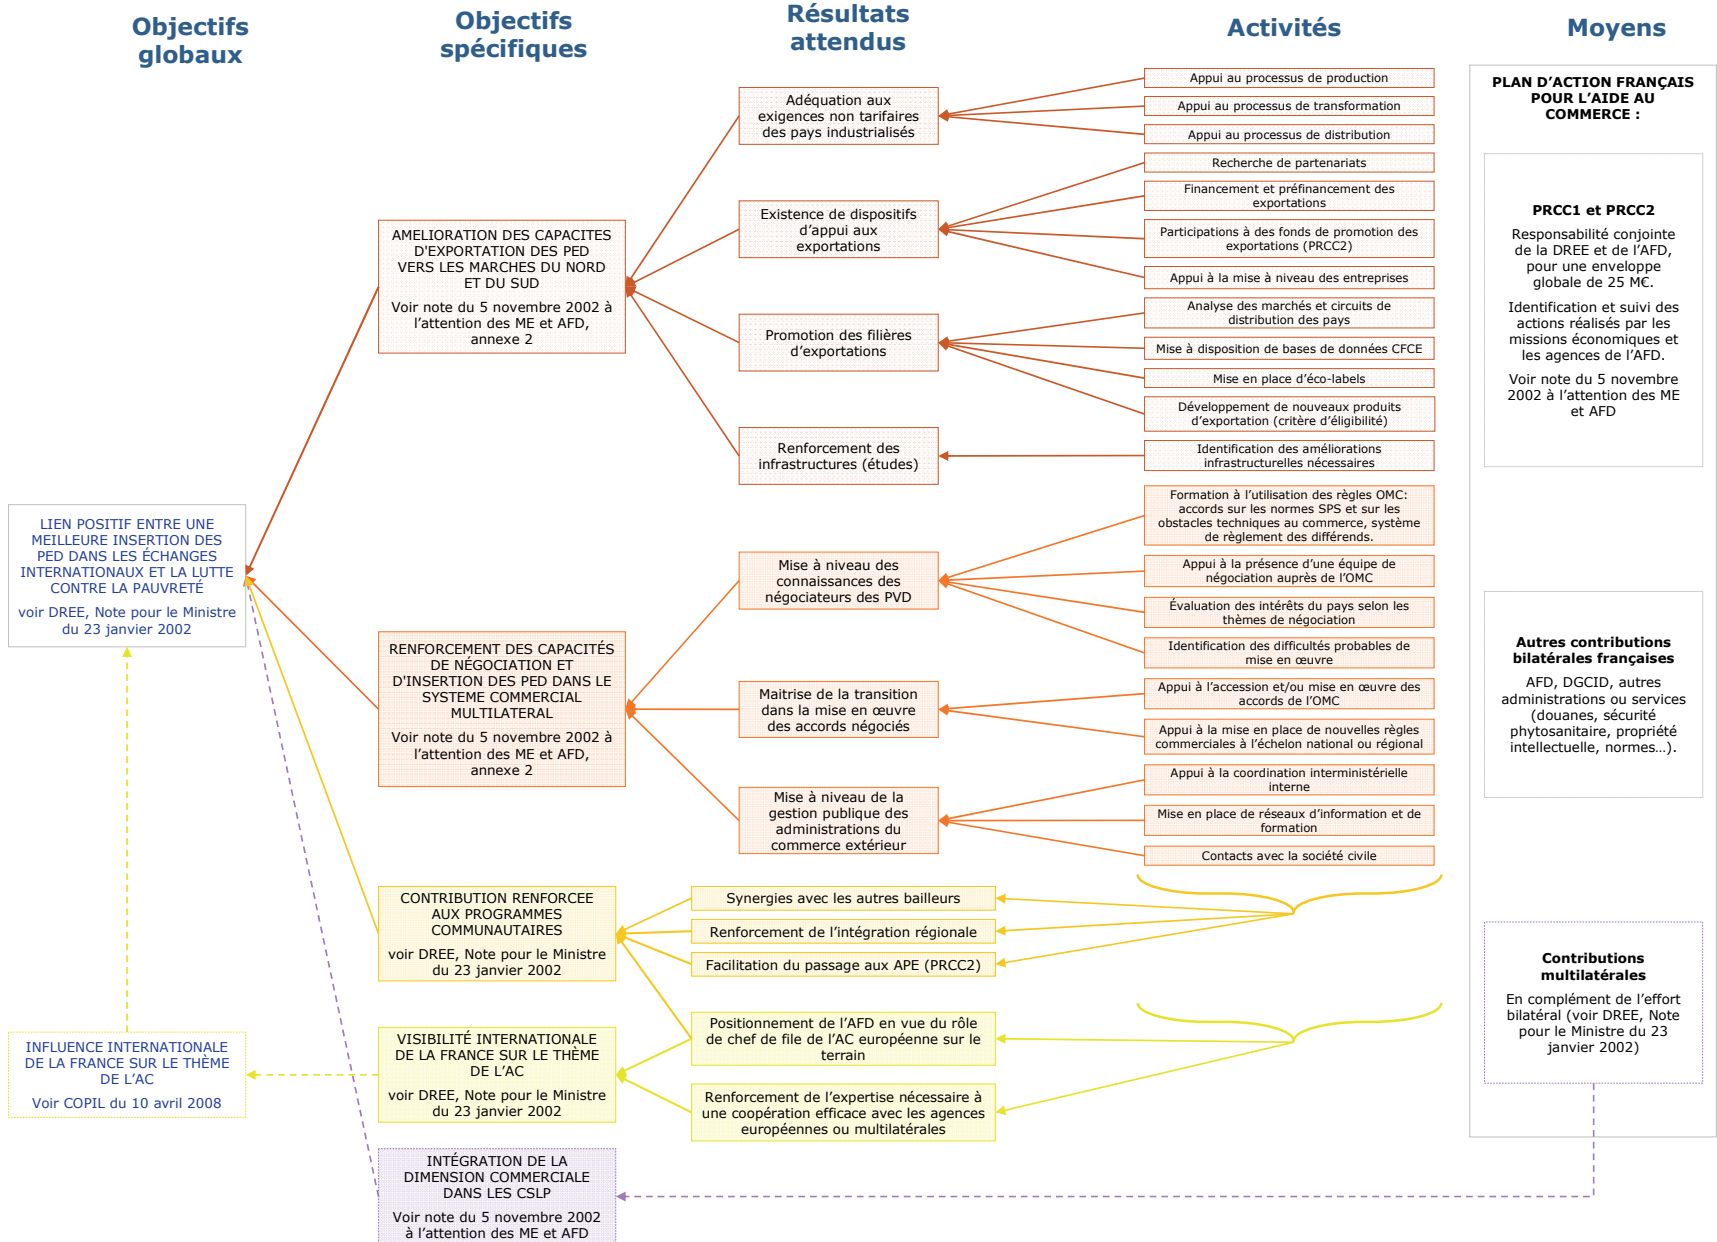 Objectifs
globaux
Objectifs
spécifiques
Résultats
attendus
Activités
Moyens
LIEN POSITIF ENTRE UNE
MEILLEURE INSERTION DES
PED DANS LES ÉCHANGES
INTERNATIONAUX ET LA LUTTE
CONTRE LA PAUVRETÉ
voir DREE, Note pour le Ministre
du 23 janvier 2002
INFLUENCE INTERNATIONALE
DE LA FRANCE SUR LE THÈME
DE L’AC
Voir COPIL du 10 avril 2008
AMELIORATION DES CAPACITES
D'EXPORTATION DES PED
VERS LES MARCHES DU NORD
ET DU SUD
Voir note du 5 novembre 2002 à
l’attention des ME et AFD,
annexe 2
RENFORCEMENT DES CAPACITÉS
DE NÉGOCIATION ET
D'INSERTION DES PED DANS LE
SYSTEME COMMERCIAL
MULTILATERAL
Voir note du 5 novembre 2002 à
l’attention des ME et AFD,
annexe 2
CONTRIBUTION RENFORCEE
AUX PROGRAMMES
COMMUNAUTAIRES
voir DREE, Note pour le Ministre
du 23 janvier 2002
VISIBILITÉ INTERNATIONALE
DE LA FRANCE SUR LE THÈME
DE L’AC
voir DREE, Note pour le Ministre
du 23 janvier 2002
INTÉGRATION DE LA
DIMENSION COMMERCIALE
DANS LES CSLP
Voir note du 5 novembre 2002
à l’attention des ME et AFD
Adéquation aux
exigences non tarifaires
des pays industrialisés
Existence de dispositifs
d’appui aux
exportations
Promotion des filières
d’exportations
Renforcement des
infrastructures (études)
Mise à niveau des
connaissances des
négociateurs des PVD
Maitrise de la transition
dans la mise en œuvre
des accords négociés
Mise à niveau de la
gestion publique des
administrations du
commerce extérieur
Synergies avec les autres bailleurs
Renforcement de l’intégration régionale
Facilitation du passage aux APE (PRCC2)
Positionnement de l’AFD en vue du rôle
de chef de file de l’AC européenne sur le
terrain
Renforcement de l’expertise nécessaire à
une coopération efficace avec les agences
européennes ou multilatérales
Appui au processus de production
Appui au processus de transformation
Appui au processus de distribution
Recherche de partenariats
Financement et préfinancement des
exportations
Participations à des fonds de promotion des
exportations (PRCC2)
Appui à la mise à niveau des entreprises
Analyse des marchés et circuits de
distribution des pays
Mise à disposition de bases de données CFCE
Mise en place d’éco-labels
Développement de nouveaux produits
d’exportation (critère d’éligibilité)
Identification des améliorations
infrastructurelles nécessaires
Formation à l’utilisation des règles OMC:
accords sur les normes SPS et sur les
obstacles techniques au commerce, système
de règlement des différends.
Appui à la présence d’une équipe de
négociation auprès de l’OMC
Évaluation des intérêts du pays selon les
thèmes de négociation
Identification des difficultés probables de
mise en œuvre
Appui à l’accession et/ou mise en œuvre des
accords de l’OMC
Appui à la mise en place de nouvelles règles
commerciales à l’échelon national ou régional
Appui à la coordination interministérielle
interne
Mise en place de réseaux d’information et de
formation
Contacts avec la société civile
PLAN D’ACTION FRANÇAIS
POUR L’AIDE AU
COMMERCE :
PRCC1 et PRCC2
Responsabilité conjointe
de la DREE et de l’AFD,
pour une enveloppe
globale de 25 M€.
Identification et suivi des
actions réalisés par les
missions économiques et
les agences de l’AFD.
Voir note du 5 novembre
2002 à l’attention des ME
et AFD
Autres contributions
bilatérales françaises
AFD, DGCID, autres
administrations ou services
(douanes, sécurité
phytosanitaire, propriété
intellectuelle, normes…).
Contributions
multilatérales
En complément de l’effort
bilatéral (voir DREE, Note
pour le Ministre du 23
janvier 2002)